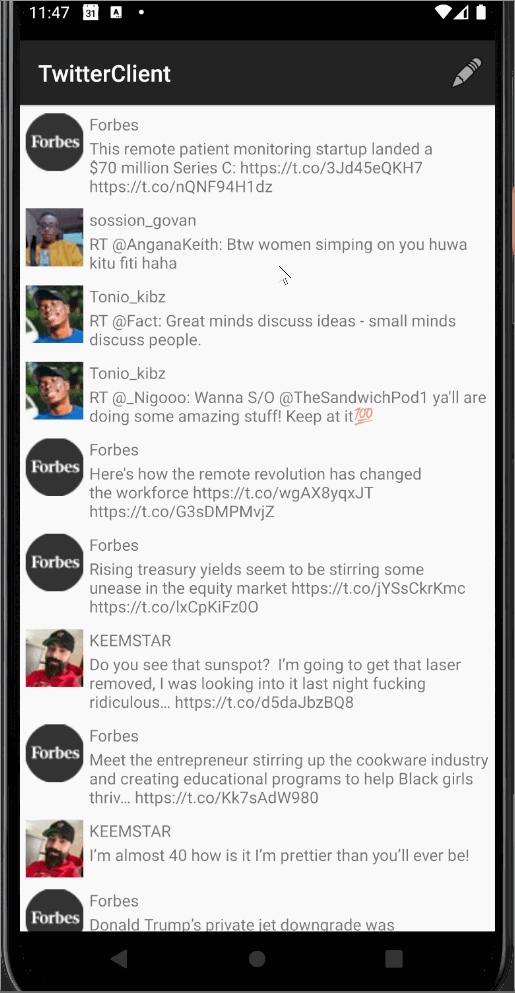 11:47 31 A
TwitterClient
Forbes
Forbes
This remote patient monitoring startup landed a
$70 million Series C: https://t.co/3Jd45eQKH7
https://t.co/nQNF94H1dz
sossion_govan
RT @AnganaKeith: Btw women simping on you huwa
kitu fiti haha
Tonio_kibz
RT @Fact: Great minds discuss ideas - small minds
discuss people.
Tonio_kibz
RT @_Nigooo: Wanna S/O @TheSandwichPod1 ya'll are
doing some amazing stuff! Keep at it💯
Forbes
Forbes
Here's how the remote revolution has changed
the workforce https://t.co/wgAX8yqxJT
https://t.co/G3sDMPMvjZ
Forbes
Forbes
Rising treasury yields seem to be stirring some
unease in the equity market https://t.co/jYSsCkrKmc
https://t.co/lxCpKiFz0O
KEEMSTAR
Do you see that sunspot?  I’m going to get that laser
removed, I was looking into it last night fucking
ridiculous… https://t.co/d5daJbzBQ8
Forbes
Forbes
Meet the entrepreneur stirring up the cookware industry
and creating educational programs to help Black girls
thriv… https://t.co/Kk7sAdW980
KEEMSTAR
I’m almost 40 how is it I’m prettier than you’ll ever be!
Forbes
Forbes
Donald Trump’s private jet downgrade was